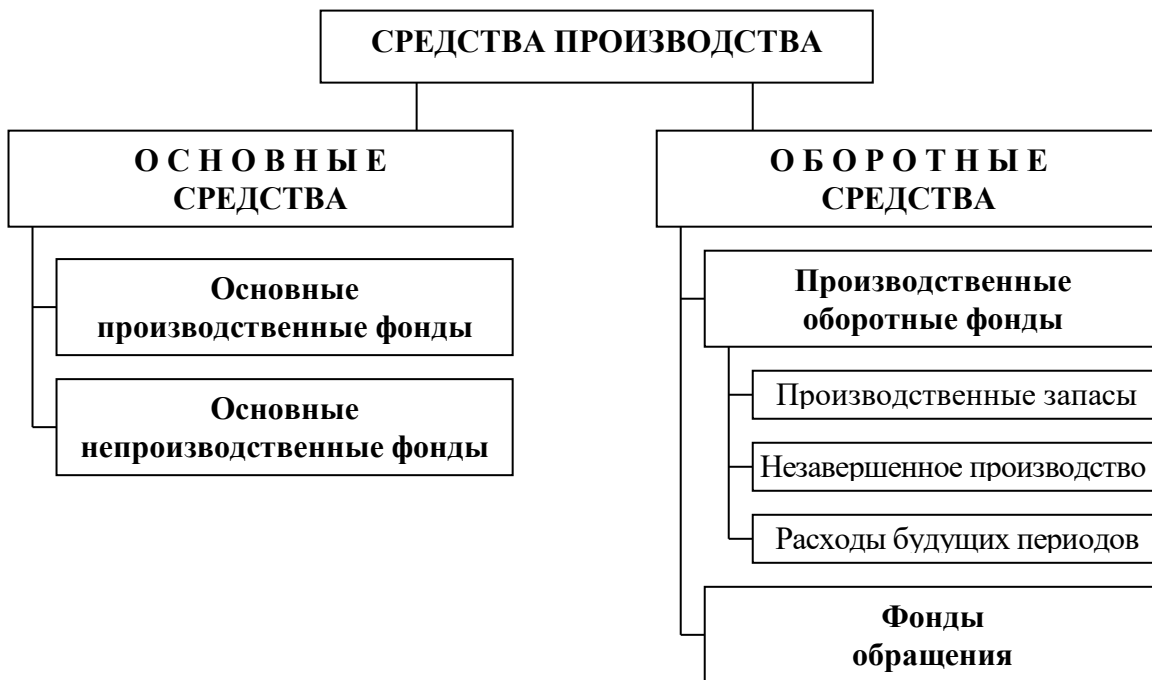 СРЕДСТВА ПРОИЗВОДСТВА
О С Н О В Н Ы Е
СРЕДСТВА
О Б О Р О Т Н Ы Е
СРЕДСТВА
Основные
производственные фонды
Основные
непроизводственные фонды
Производственные
оборотные фонды
Производственные запасы
Незавершенное производство
Расходы будущих периодов
Фонды
обращения